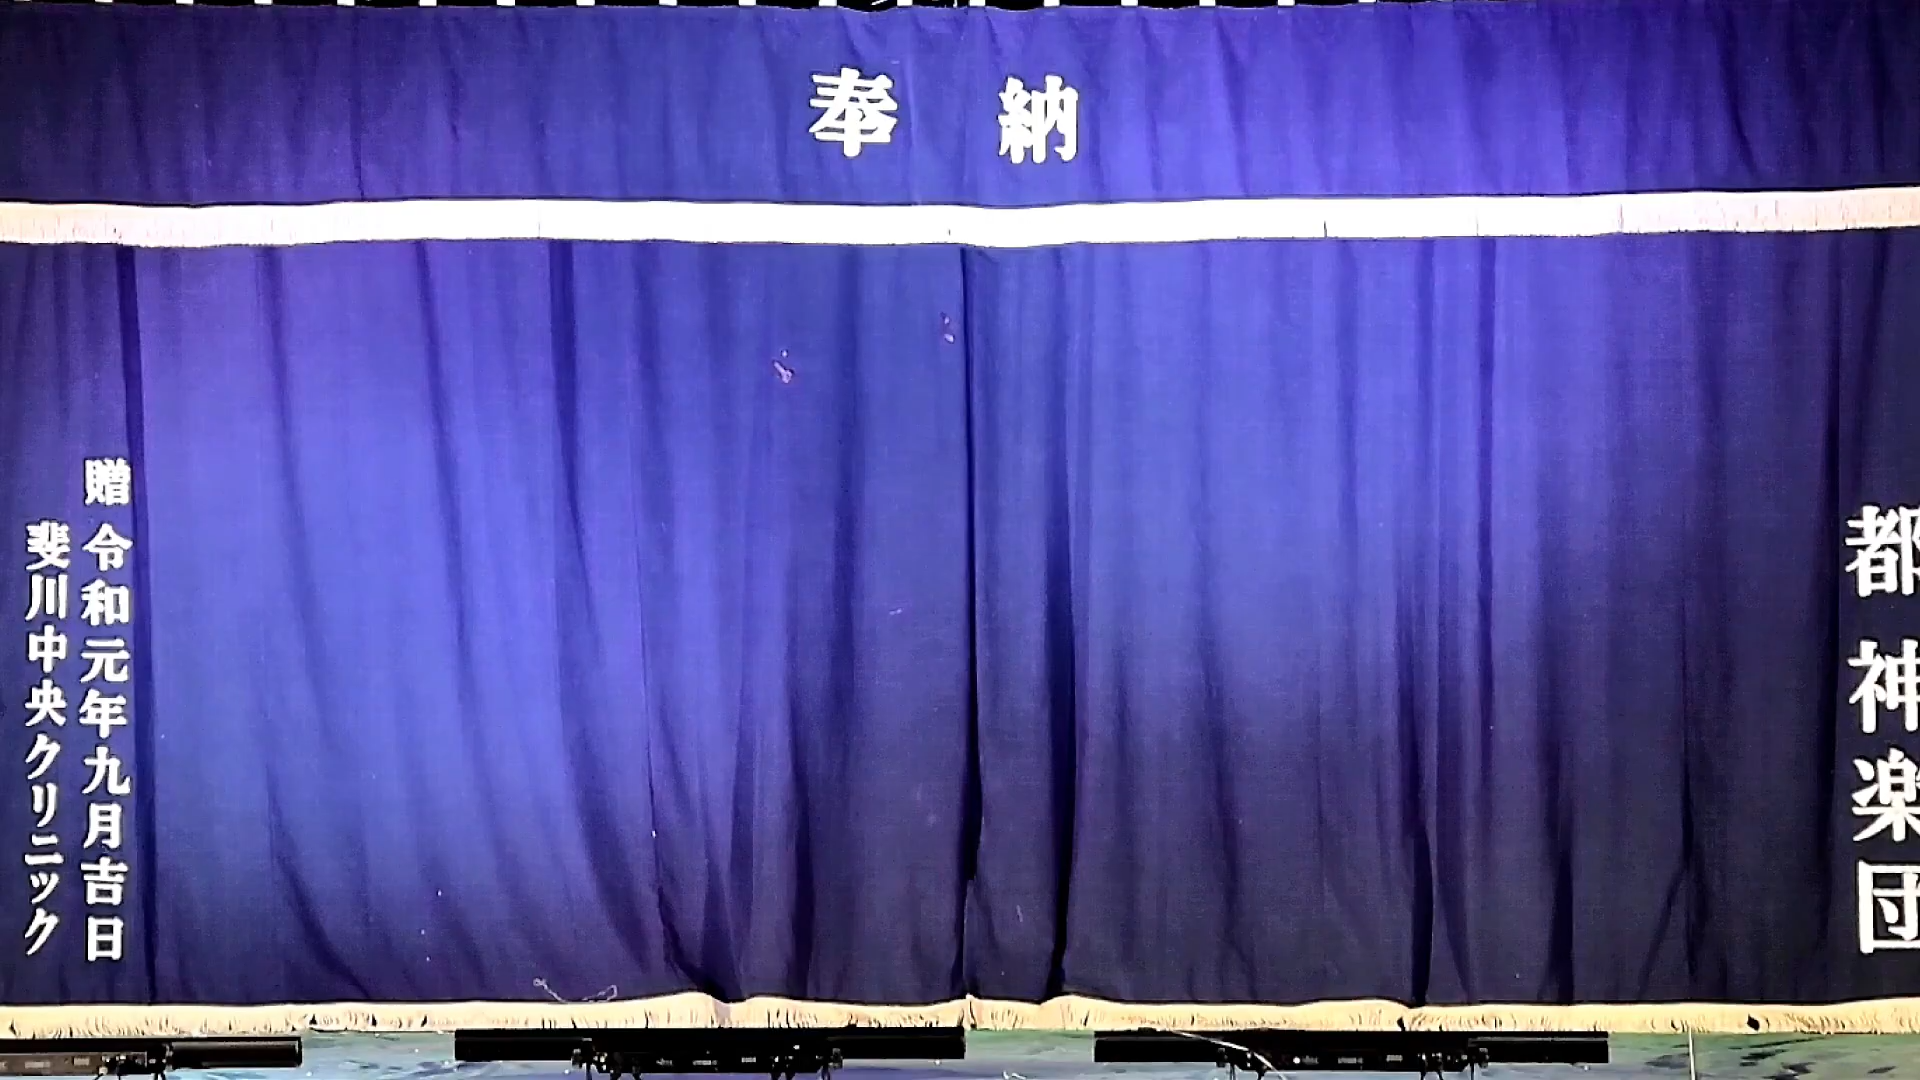 奉納
都神楽団
贈 令和元年九月吉日
斐川中央クリニック